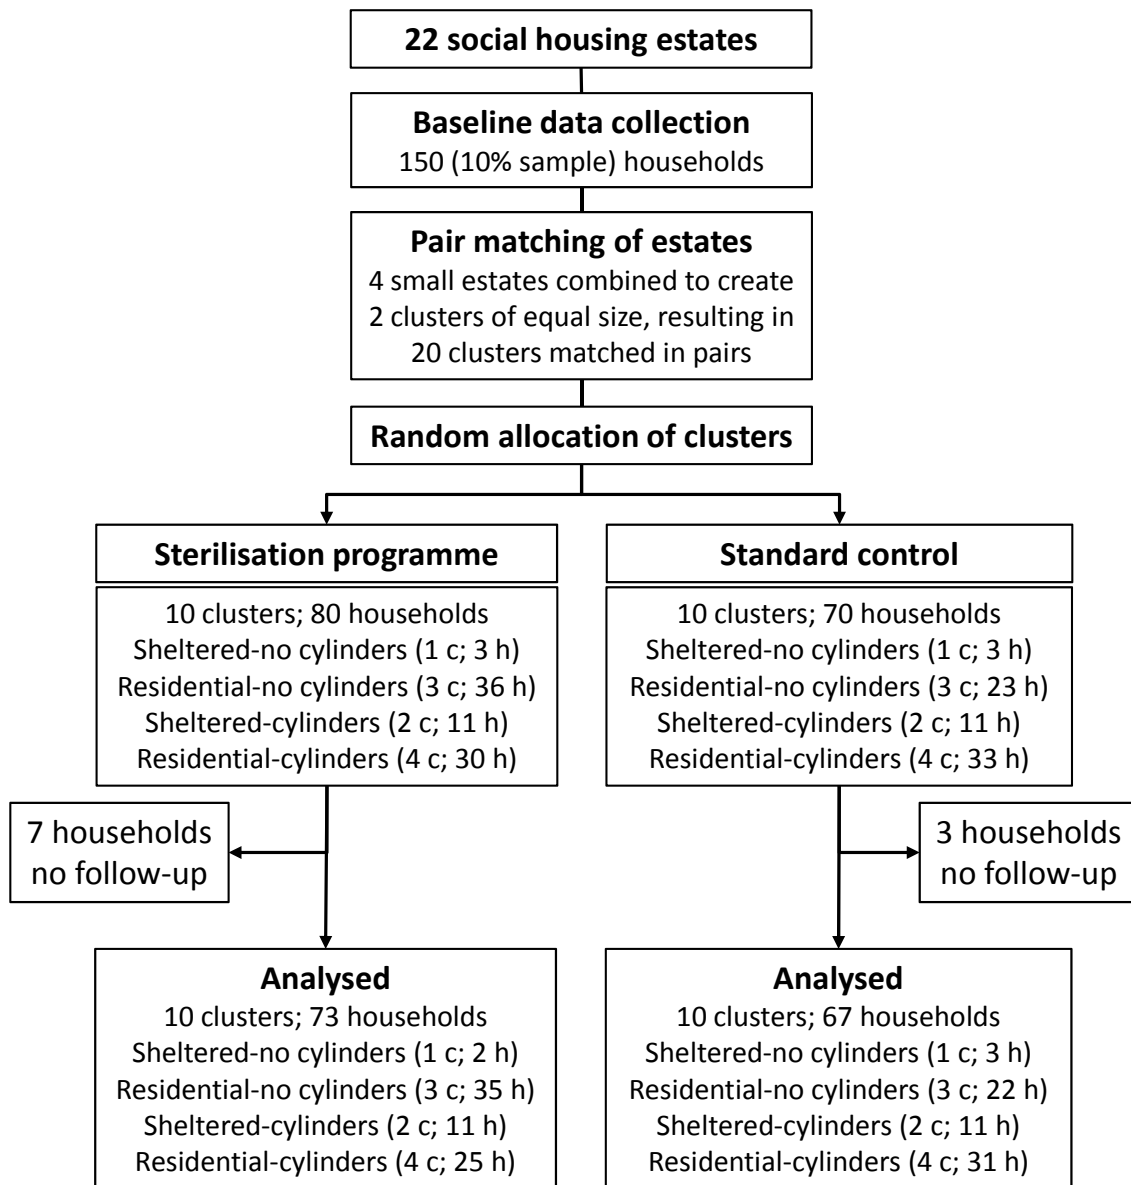 22 social housing estates
Baseline data collection
150 (10% sample) households
Pair matching of estates
4 small estates combined to create
2 clusters of equal size, resulting in
20 clusters matched in pairs
Random allocation of clusters
Sterilisation programme
10 clusters; 80 households
Sheltered-no cylinders (1 c; 3 h)
Residential-no cylinders (3 c; 36 h)
Sheltered-cylinders (2 c; 11 h)
Residential-cylinders (4 c; 30 h)
Standard control
10 clusters; 70 households
Sheltered-no cylinders (1 c; 3 h)
Residential-no cylinders (3 c; 23 h)
Sheltered-cylinders (2 c; 11 h)
Residential-cylinders (4 c; 33 h)
7 households
no follow-up
3 households
no follow-up
Analysed
10 clusters; 73 households
Sheltered-no cylinders (1 c; 2 h)
Residential-no cylinders (3 c; 35 h)
Sheltered-cylinders (2 c; 11 h)
Residential-cylinders (4 c; 25 h)
Analysed
10 clusters; 67 households
Sheltered-no cylinders (1 c; 3 h)
Residential-no cylinders (3 c; 22 h)
Sheltered-cylinders (2 c; 11 h)
Residential-cylinders (4 c; 31 h)